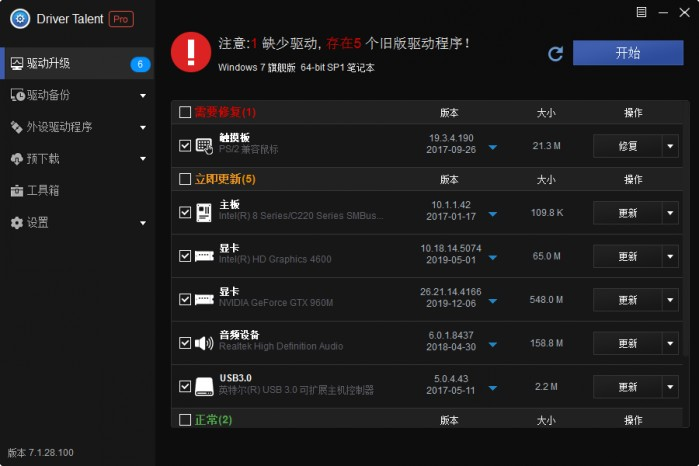 Driver Talent Pro
注意:1 缺少驱动, 存在5 个旧版驱动程序!
Windows 7 旗舰版 64-bit SP1 笔记本
开始
驱动升级 6
驱动备份
外设驱动程序
预下载
工具箱
设置
需要修复(1) 版本 大小 操作
触摸板 19.3.4.190 21.3 M 修复
PS/2 兼容鼠标 2017-09-26
立即更新(5) 版本 大小 操作
主板 10.1.1.42 109.8 K 更新
Intel(R) 8 Series/C220 Series SMBus... 2017-01-17
显卡 10.18.14.5074 65.0 M 更新
Intel(R) HD Graphics 4600 2019-05-01
显卡 26.21.14.4166 548.0 M 更新
NVIDIA GeForce GTX 960M 2019-12-06
音频设备 6.0.1.8437 158.8 M 更新
Realtek High Definition Audio 2018-04-30
USB3.0 5.0.4.43 2.2 M 更新
英特尔(R) USB 3.0 可扩展主机控制器 2017-05-11
正常(2) 版本 大小 操作
版本 7.1.28.100